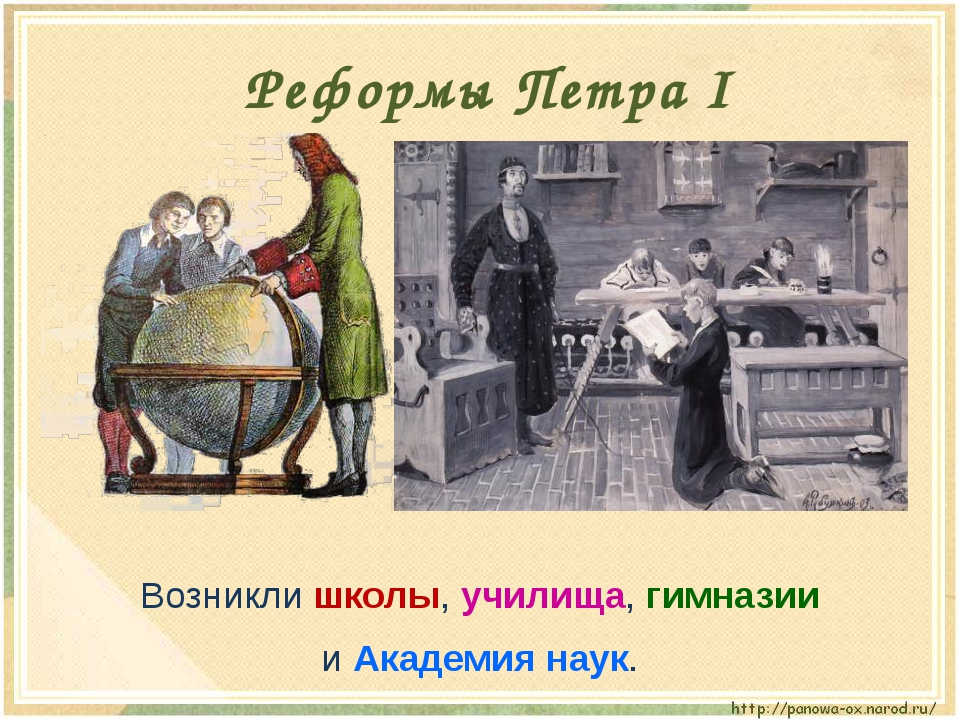 Реформы Петра I
Возникли школы, училища, гимназии
и Академия наук.
http://panowa-ox.narod.ru/